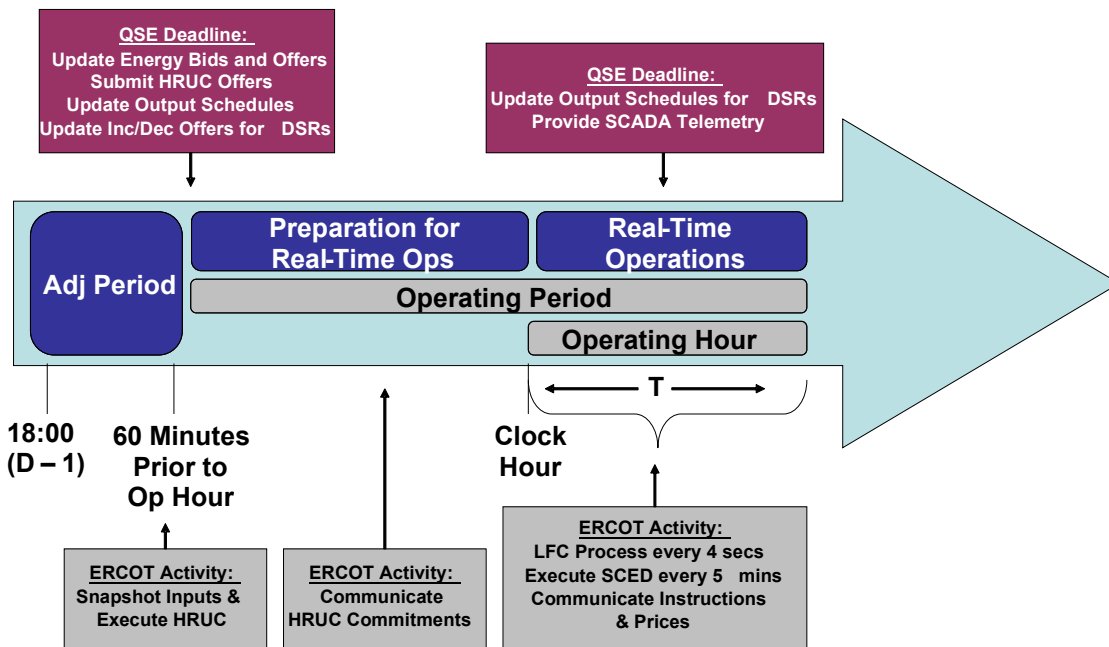 QSE Deadline:
Update Energy Bids and Offers
Submit HRUC Offers
Update Output Schedules
Update Inc/Dec Offers for DSRs
QSE Deadline:
Update Output Schedules for DSRs
Provide SCADA Telemetry
Adj Period
Preparation for
Real-Time Ops
Real-Time
Operations
Operating Period
Operating Hour
T
18:00
(D – 1)
60 Minutes
Prior to
Op Hour
Clock
Hour
ERCOT Activity:
Snapshot Inputs &
Execute HRUC
ERCOT Activity:
Communicate
HRUC Commitments
ERCOT Activity:
LFC Process every 4 secs
Execute SCED every 5 mins
Communicate Instructions
& Prices